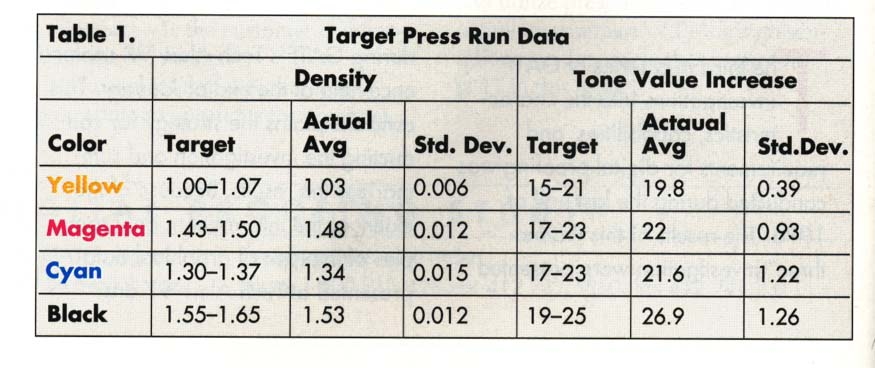 Table 1. Target Press Run Data
Density Tone Value Increase
Color Target Actual Avg Std. Dev. Target Actaual Avg Std.Dev.
Yellow 1.00–1.07 1.03 0.006 15–21 19.8 0.39
Magenta 1.43–1.50 1.48 0.012 17–23 22 0.93
Cyan 1.30–1.37 1.34 0.015 17–23 21.6 1.22
Black 1.55–1.65 1.53 0.012 19–25 26.9 1.26